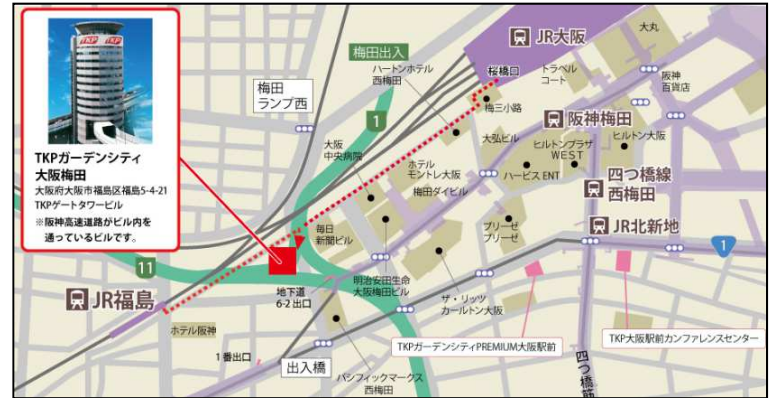 TKP
TKP
TKPガーデンシティ
大阪梅田
大阪府大阪市福島区福島5-4-21
TKPゲートタワービル
※阪神高速道路がビル内を
通っているビルです。
梅田出入
ハートンホテル
西梅田
JR大阪
大丸
桜橋口
トラベル
コート
阪神
百貨店
梅田
ランプ西
1
梅三小路
阪神梅田
大弘ビル
ヒルトンプラザ
WEST
ヒルトン大阪
大阪
中央病院
ホテル
モントレ大阪
ハービス ENT
四つ橋線
西梅田
梅田ダイビル
JR北新地
毎日
新聞ビル
ブリーゼ
ブリーゼ
1
11
JR福島
地下道
6-2 出口
明治安田生命
大阪梅田ビル
ザ・リッツ
カールトン大阪
ホテル阪神
1 番出口
出入橋
TKPガーデンシティPREMIUM大阪駅前
TKP大阪駅前カンファレンスセンター
パシフィックマークス
西梅田
四つ橋筋